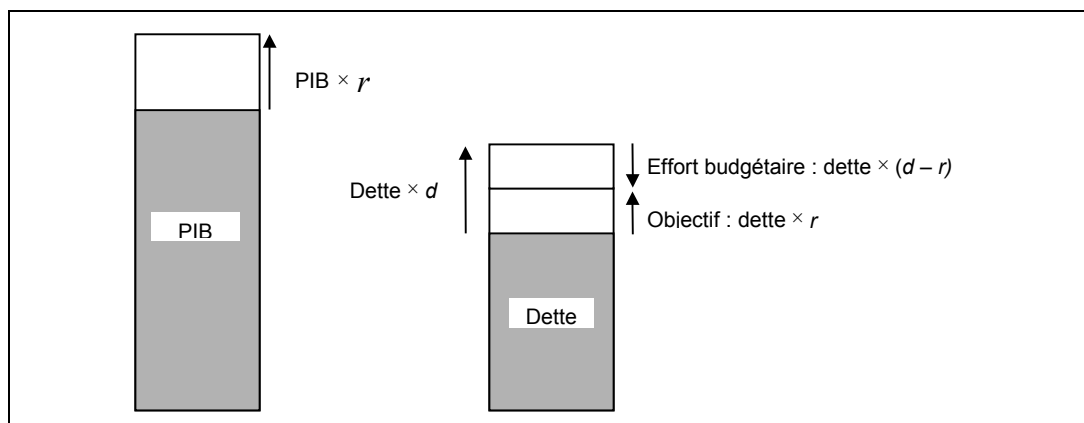 PIB × r
Effort budgétaire : dette × (d – r)
Dette × d
Objectif : dette × r
PIB
Dette